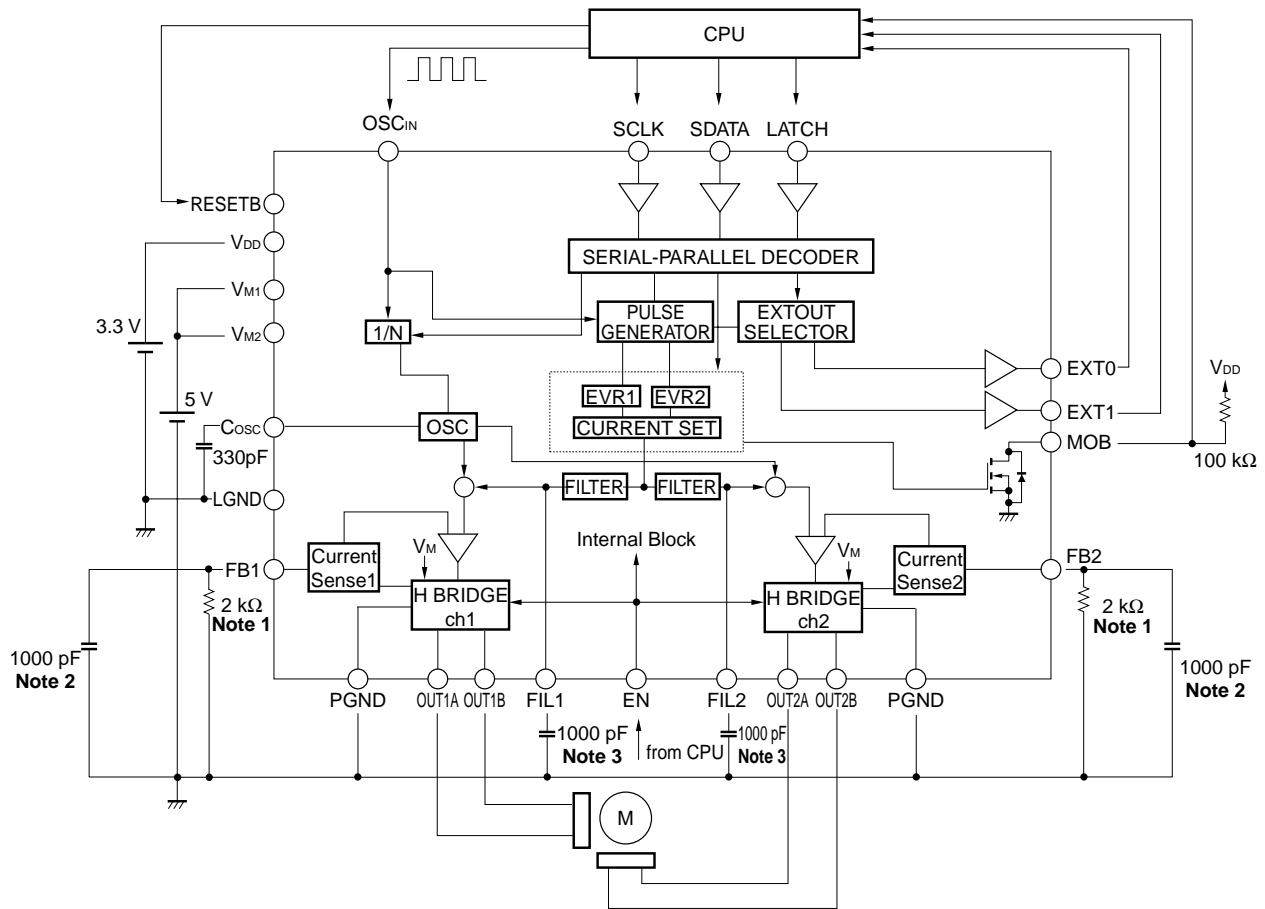 CPU
OSCIN
SCLK
SDATA
LATCH
RESETB
VDD
VM1
VM2
3.3 V
5 V
COSC
330pF
LGND
SERIAL-PARALLEL DECODER
1/N
PULSE
GENERATOR
EXTOUT
SELECTOR
EVR1
EVR2
CURRENT SET
OSC
FILTER
FILTER
EXT0
EXT1
MOB
VDD
100 kΩ
Internal Block
VM
VM
Current
Sense1
Current
Sense2
FB1
FB2
H BRIDGE
ch1
H BRIDGE
ch2
2 kΩ
Note 1
2 kΩ
Note 1
1000 pF
Note 2
1000 pF
Note 2
PGND
OUT1A
OUT1B
FIL1
EN
FIL2
OUT2A
OUT2B
PGND
1000 pF
Note 3
from CPU
1000 pF
Note 3
M